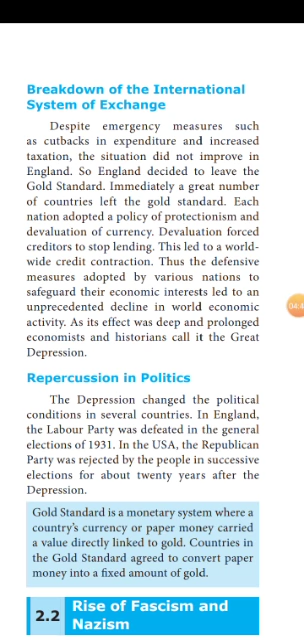 Breakdown of the International
System of Exchange
Despite emergency measures such
as cutbacks in expenditure and increased
taxation, the situation did not improve in
England. So England decided to leave the
Gold Standard. Immediately a great number
of countries left the gold standard. Each
nation adopted a policy of protectionism and
devaluation of currency. Devaluation forced
creditors to stop lending. This led to a world-
wide credit contraction. Thus the defensive
measures adopted by various nations to
safeguard their economic interests led to an
unprecedented decline in world economic
activity. As its effect was deep and prolonged
economists and historians call it the Great
Depression.
Repercussion in Politics
The Depression changed the political
conditions in several countries. In England,
the Labour Party was defeated in the general
elections of 1931. In the USA, the Republican
Party was rejected by the people in successive
elections for about twenty years after the
Depression.
Gold Standard is a monetary system where a
country's currency or paper money carried
a value directly linked to gold. Countries in
the Gold Standard agreed to convert paper
money into a fixed amount of gold.
2.2 Rise of Fascism and
Nazism